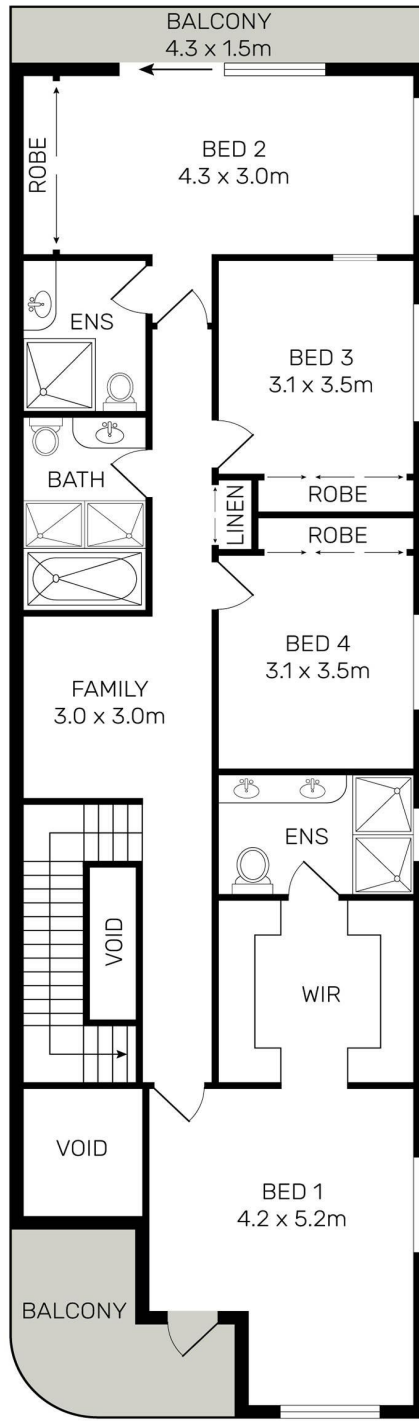 BALCONY
4.3 x 1.5m
ROBE
BED 2
4.3 x 3.0m
ENS
BED 3
3.1 x 3.5m
BATH
LINEN
ROBE
ROBE
BED 4
3.1 x 3.5m
FAMILY
3.0 x 3.0m
ENS
VOID
WIR
VOID
BED 1
4.2 x 5.2m
BALCONY